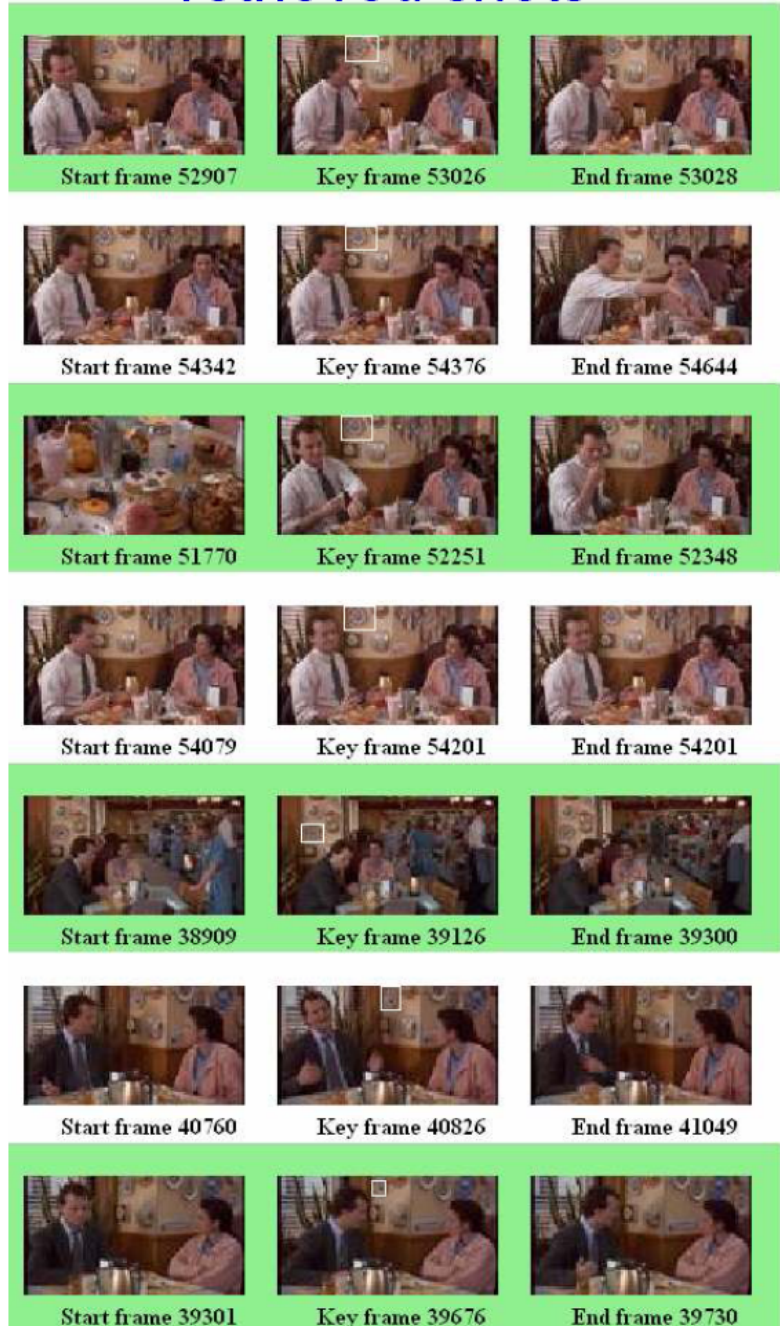 Start frame 52907 Key frame 53026 End frame 53028
Start frame 54342 Key frame 54376 End frame 54644
Start frame 51770 Key frame 52251 End frame 52348
Start frame 54079 Key frame 54201 End frame 54201
Start frame 38909 Key frame 39126 End frame 39300
Start frame 40760 Key frame 40826 End frame 41049
Start frame 39301 Key frame 39676 End frame 39730